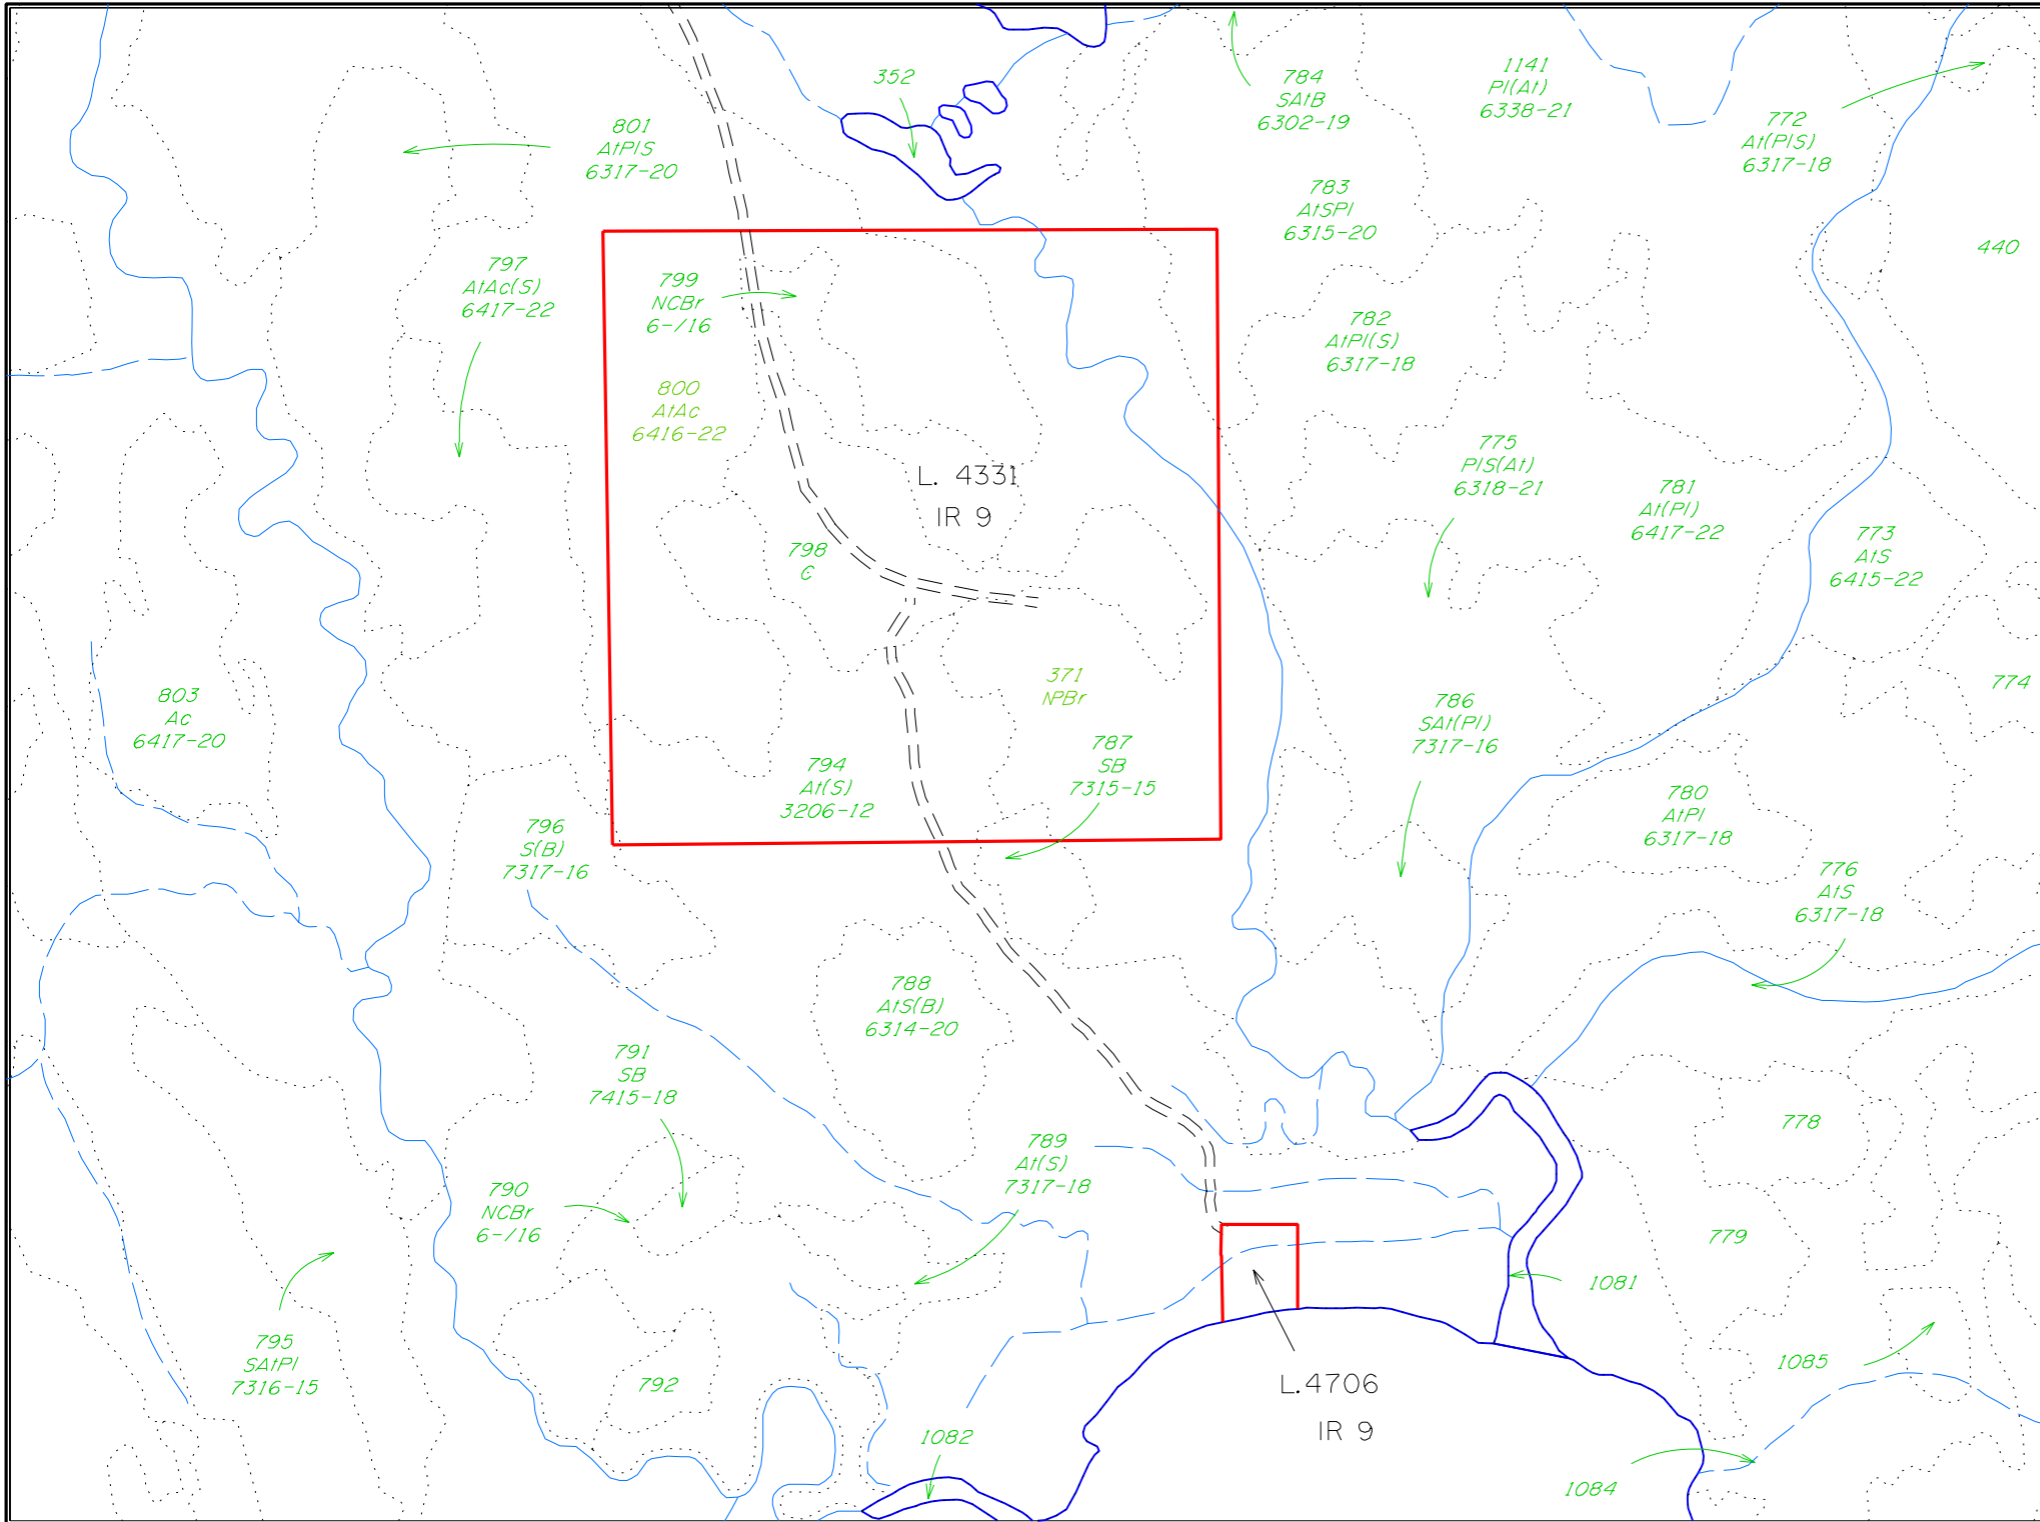 352
784
SAtB
6302-19
1141
Pl(At)
6338-21
772
At(PlS)
6317-18
801
AtPlS
6317-20
783
AtSPl
6315-20
440
797
AtAc(S)
6417-22
799
NCBr
6-/16
782
AtPl(S)
6317-18
800
AtAc
6416-22
L. 4331
IR 9
775
PlS(At)
6318-21
781
At(Pl)
6417-22
773
AtS
6415-22
798
C
803
Ac
6417-20
371
NPBr
774
786
SAt(Pl)
7317-16
787
SB
7315-15
794
At(S)
3206-12
780
AtPl
6317-18
796
S(B)
7317-16
776
AtS
6317-18
788
AtS(B)
6314-20
791
SB
7415-18
778
789
At(S)
7317-18
790
NCBr
6-/16
779
1081
795
SAtPl
7316-15
792
1085
L.4706
IR 9
1082
1084